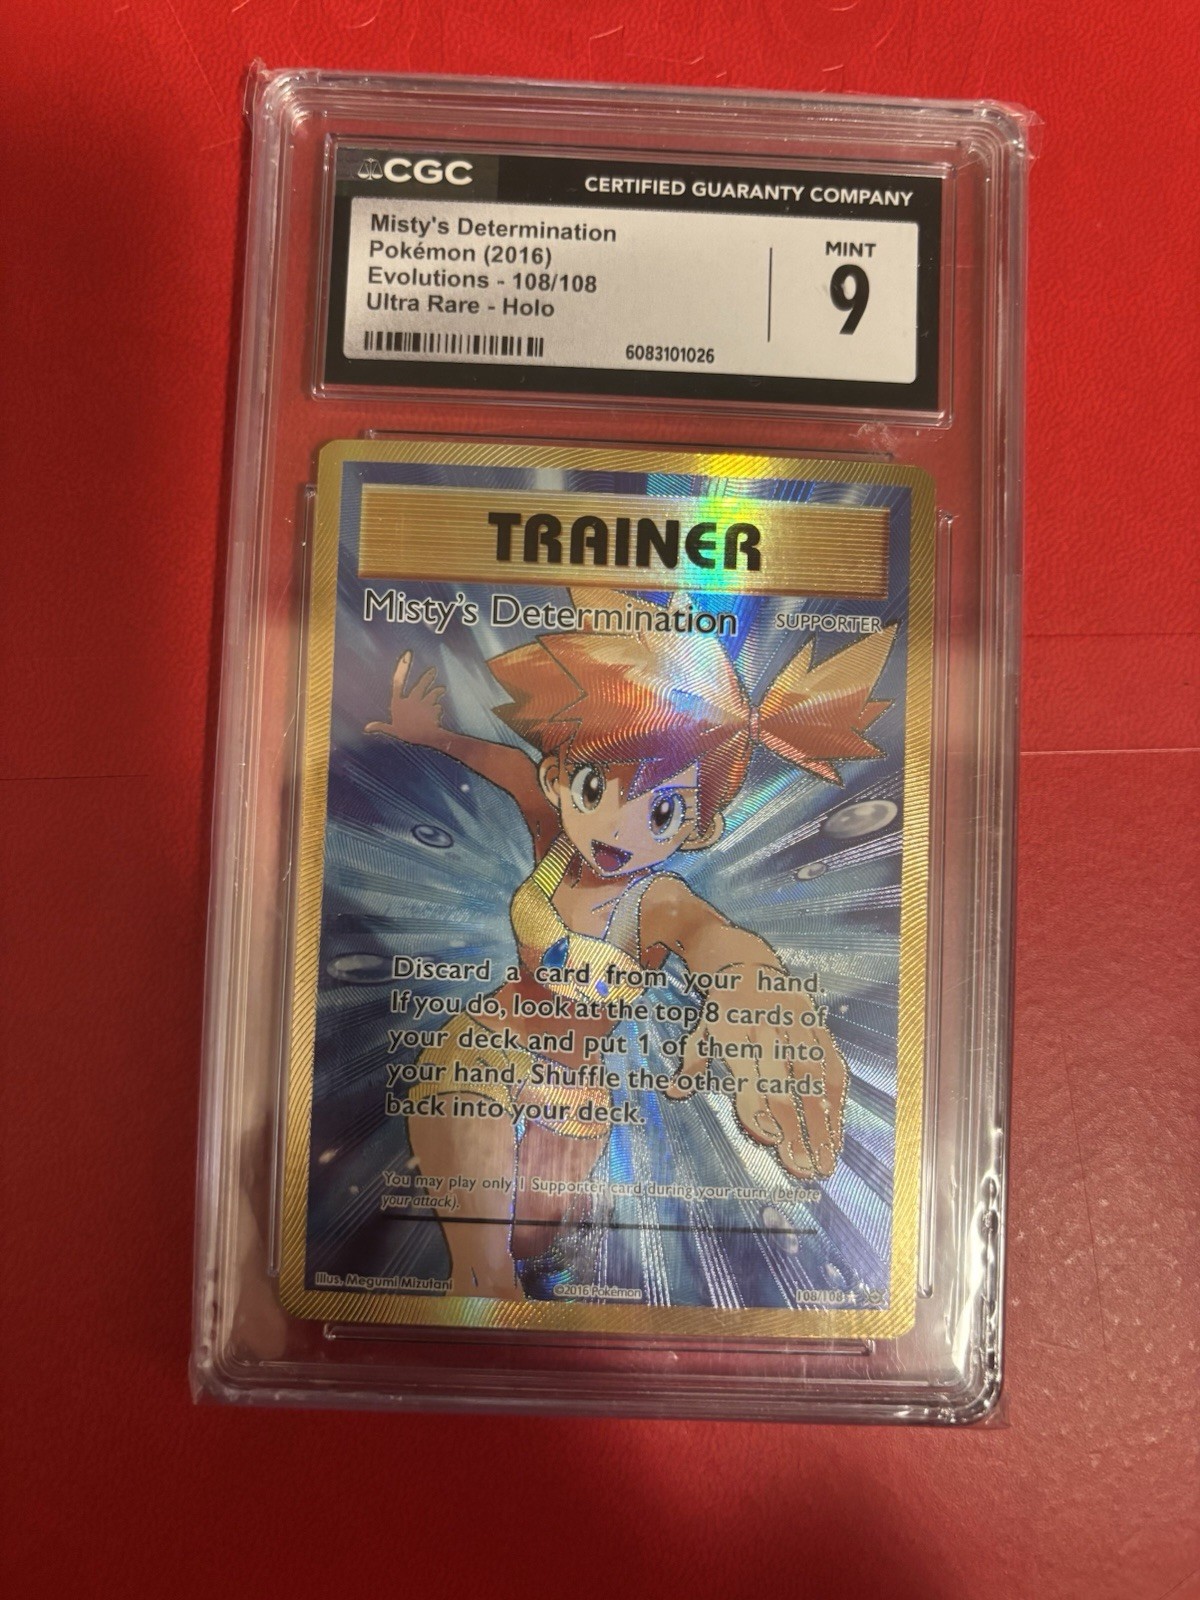 CGC
CERTIFIED GUARANTY COMPANY
Misty's Determination
Pokémon (2016)
Evolutions - 108/108
Ultra Rare - Holo
MINT
9
6083101026
TRAINER
Misty's Determination
SUPPORTER
Discard a card from your hand.
If you do, look at the top 8 cards of
your deck and put 1 of them into
your hand. Shuffle the other cards
back into your deck.
You may play only 1 Supporter card during your turn (before
your attack).
Illus. Megumi Mizutani
©2016 Pokémon
108/108